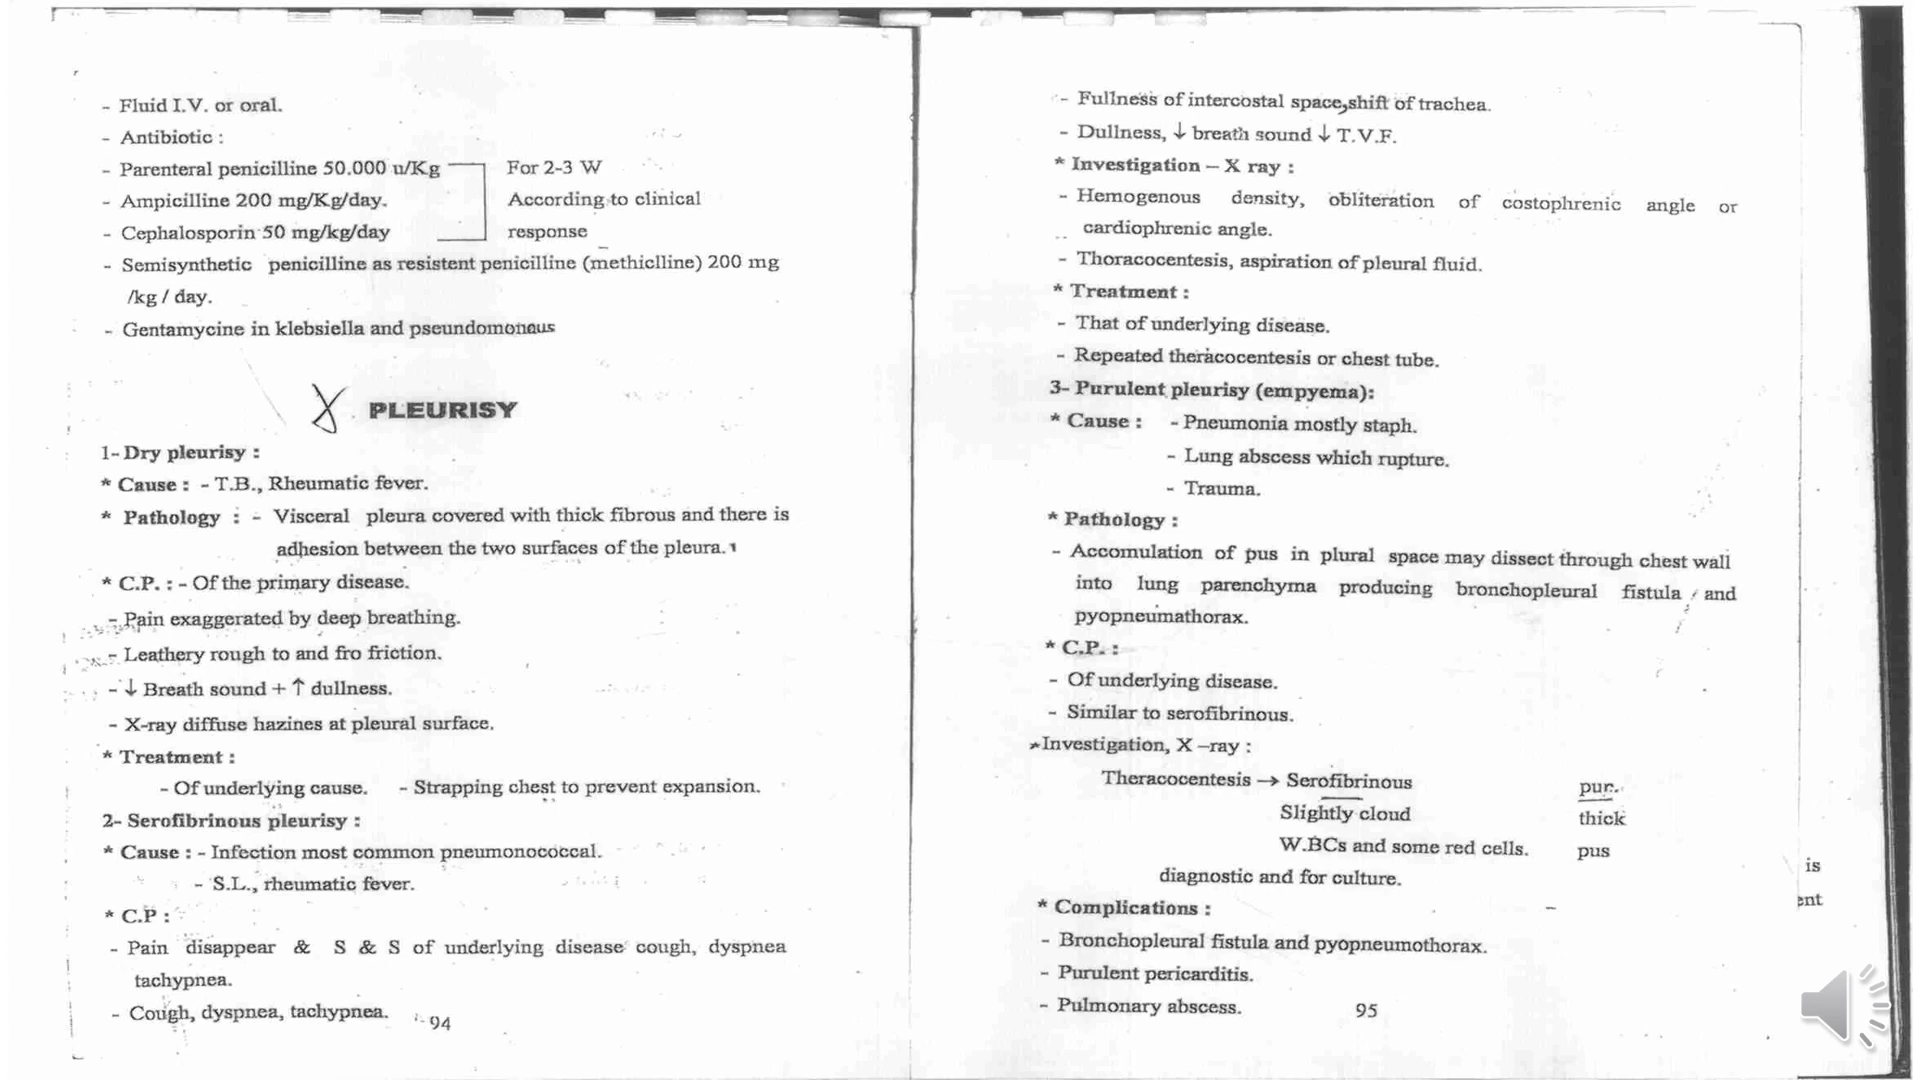 - Fluid I.V. or oral.
- Antibiotic :
- Parenteral penicilline 50.000 u/Kg For 2-3 W
- Ampicilline 200 mg/Kg/day. According to clinical
- Cephalosporin 50 mg/kg/day response
- Semisynthetic penicilline as resistent penicilline (methiclline) 200 mg
/kg / day.
- Gentamycine in klebsiella and pseundomonous
PLEURISY
1- Dry pleurisy :
* Cause : - T.B., Rheumatic fever.
* Pathology : - Visceral pleura covered with thick fibrous and there is
adhesion between the two surfaces of the pleura.
* C.P. : - Of the primary disease.
- Pain exaggerated by deep breathing.
- Leathery rough to and fro friction.
- ↓ Breath sound + ↑ dullness.
- X-ray diffuse hazines at pleural surface.
* Treatment :
- Of underlying cause. - Strapping chest to prevent expansion.
2- Serofibrinous pleurisy :
* Cause : - Infection most common pneumonococcal.
- S.L., rheumatic fever.
* C.P :
- Pain disappear & S & S of underlying disease cough, dyspnea
tachypnea.
- Cough, dyspnea, tachypnea.
94
- Fullness of intercostal space, shift of trachea.
- Dullness, ↓ breath sound ↓ T.V.F.
* Investigation – X ray :
- Hemogenous density, obliteration of costophrenic angle or
cardiophrenic angle.
- Thoracocentesis, aspiration of pleural fluid.
* Treatment :
- That of underlying disease.
- Repeated theracocentesis or chest tube.
3- Purulent pleurisy (empyema):
* Cause : - Pneumonia mostly staph.
- Lung abscess which rupture.
- Trauma.
* Pathology :
- Accomulation of pus in plural space may dissect through chest wall
into lung parenchyma producing bronchopleural fistula and
pyopneumathorax.
* C.P. :
- Of underlying disease.
- Similar to serofibrinous.
*Investigation, X –ray :
Theracocentesis → Serofibrinous pur.
Slightly cloud thick
W.BCs and some red cells. pus
diagnostic and for culture.
* Complications :
- Bronchopleural fistula and pyopneumothorax.
- Purulent pericarditis.
- Pulmonary abscess.
95
is